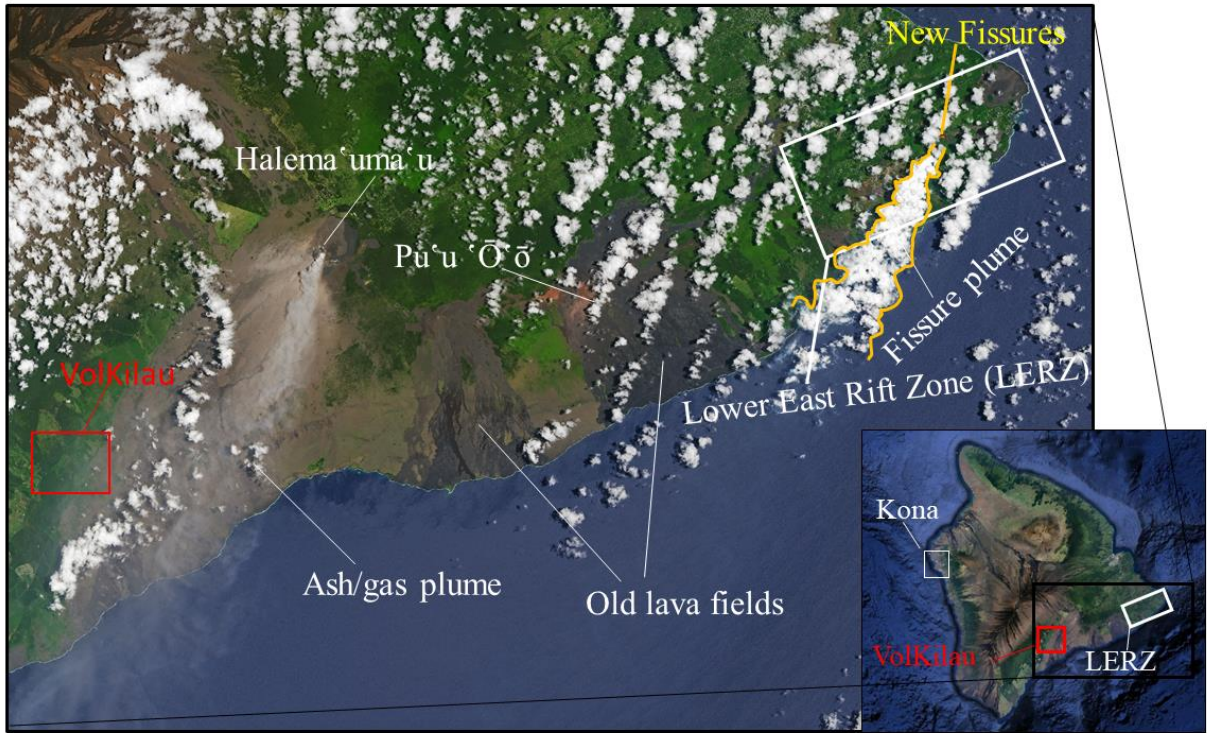 New Fissures
Halemaʻumaʻu
Puʻu ʻŌʻō
Fissure plume
VolKilau
Lower East Rift Zone (LERZ)
Ash/gas plume
Old lava fields
Kona
VolKilau
LERZ